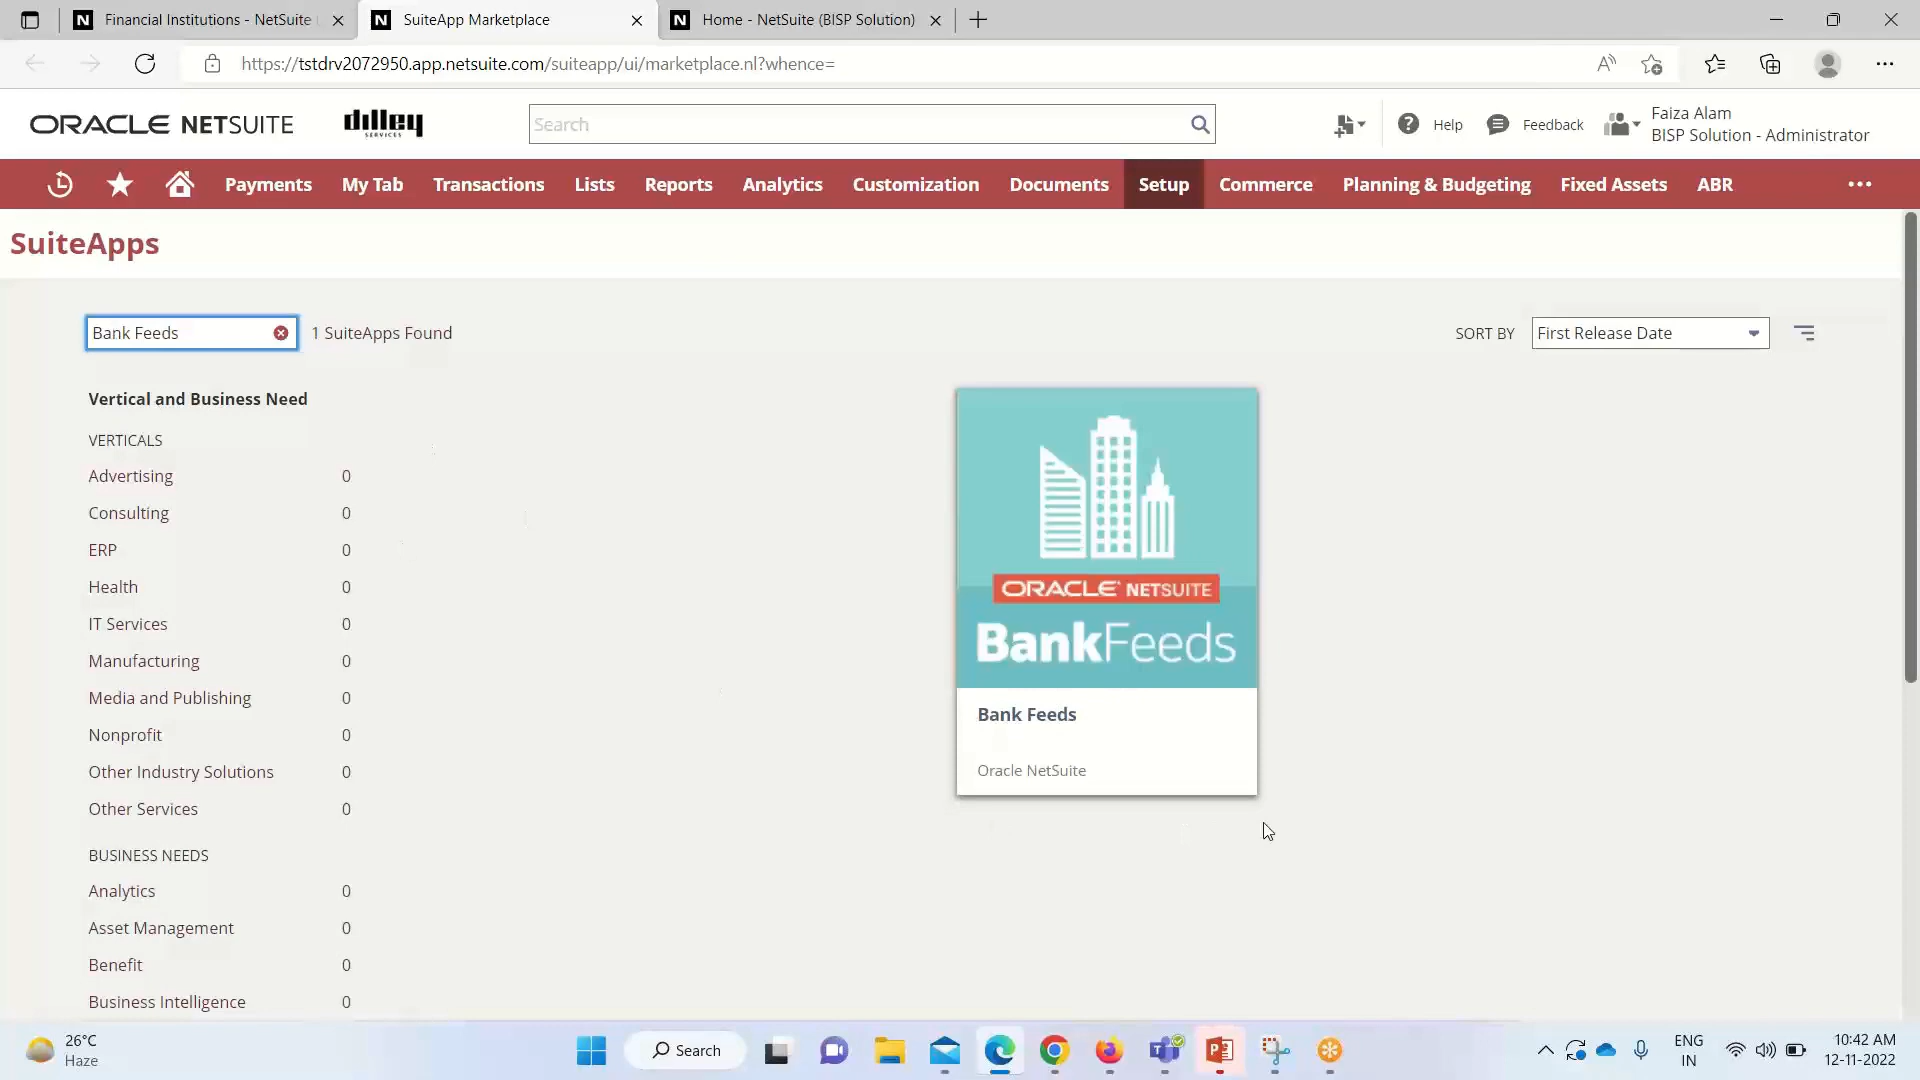 Financial Institutions - NetSuite
SuiteApp Marketplace
Home - NetSuite (BISP Solution)
https://tstdrv2072950.app.netsuite.com/suiteapp/ui/marketplace.nl?whence=
ORACLE NETSUITE
dilley
SERVICES
Search
Help
Feedback
Faiza Alam
BISP Solution - Administrator
Payments
My Tab
Transactions
Lists
Reports
Analytics
Customization
Documents
Setup
Commerce
Planning & Budgeting
Fixed Assets
ABR
SuiteApps
Bank Feeds
1 SuiteApps Found
SORT BY
First Release Date
Vertical and Business Need
VERTICALS
Advertising 0
Consulting 0
ERP 0
Health 0
IT Services 0
Manufacturing 0
Media and Publishing 0
Nonprofit 0
Other Industry Solutions 0
Other Services 0
BUSINESS NEEDS
Analytics 0
Asset Management 0
Benefit 0
Business Intelligence 0
ORACLE NETSUITE
BankFeeds
Bank Feeds
Oracle NetSuite
26°C
Haze
Search
ENG
IN
10:42 AM
12-11-2022